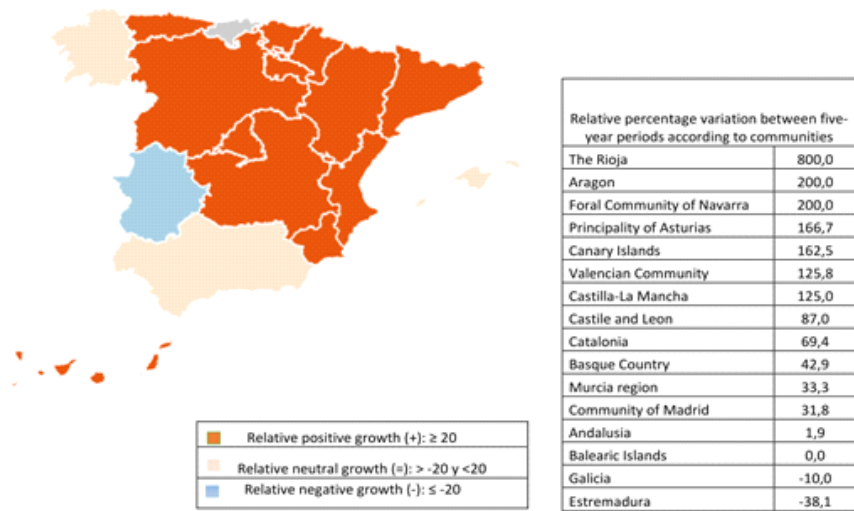 Relative percentage variation between five-
year periods according to communities
The Rioja 800,0
Aragon 200,0
Foral Community of Navarra 200,0
Principality of Asturias 166,7
Canary Islands 162,5
Valencian Community 125,8
Castilla-La Mancha 125,0
Castile and Leon 87,0
Catalonia 69,4
Basque Country 42,9
Murcia region 33,3
Community of Madrid 31,8
Andalusia 1,9
Balearic Islands 0,0
Galicia -10,0
Estremadura -38,1
Relative positive growth (+): ≥ 20
Relative neutral growth (=): > -20 y <20
Relative negative growth (-): ≤ -20